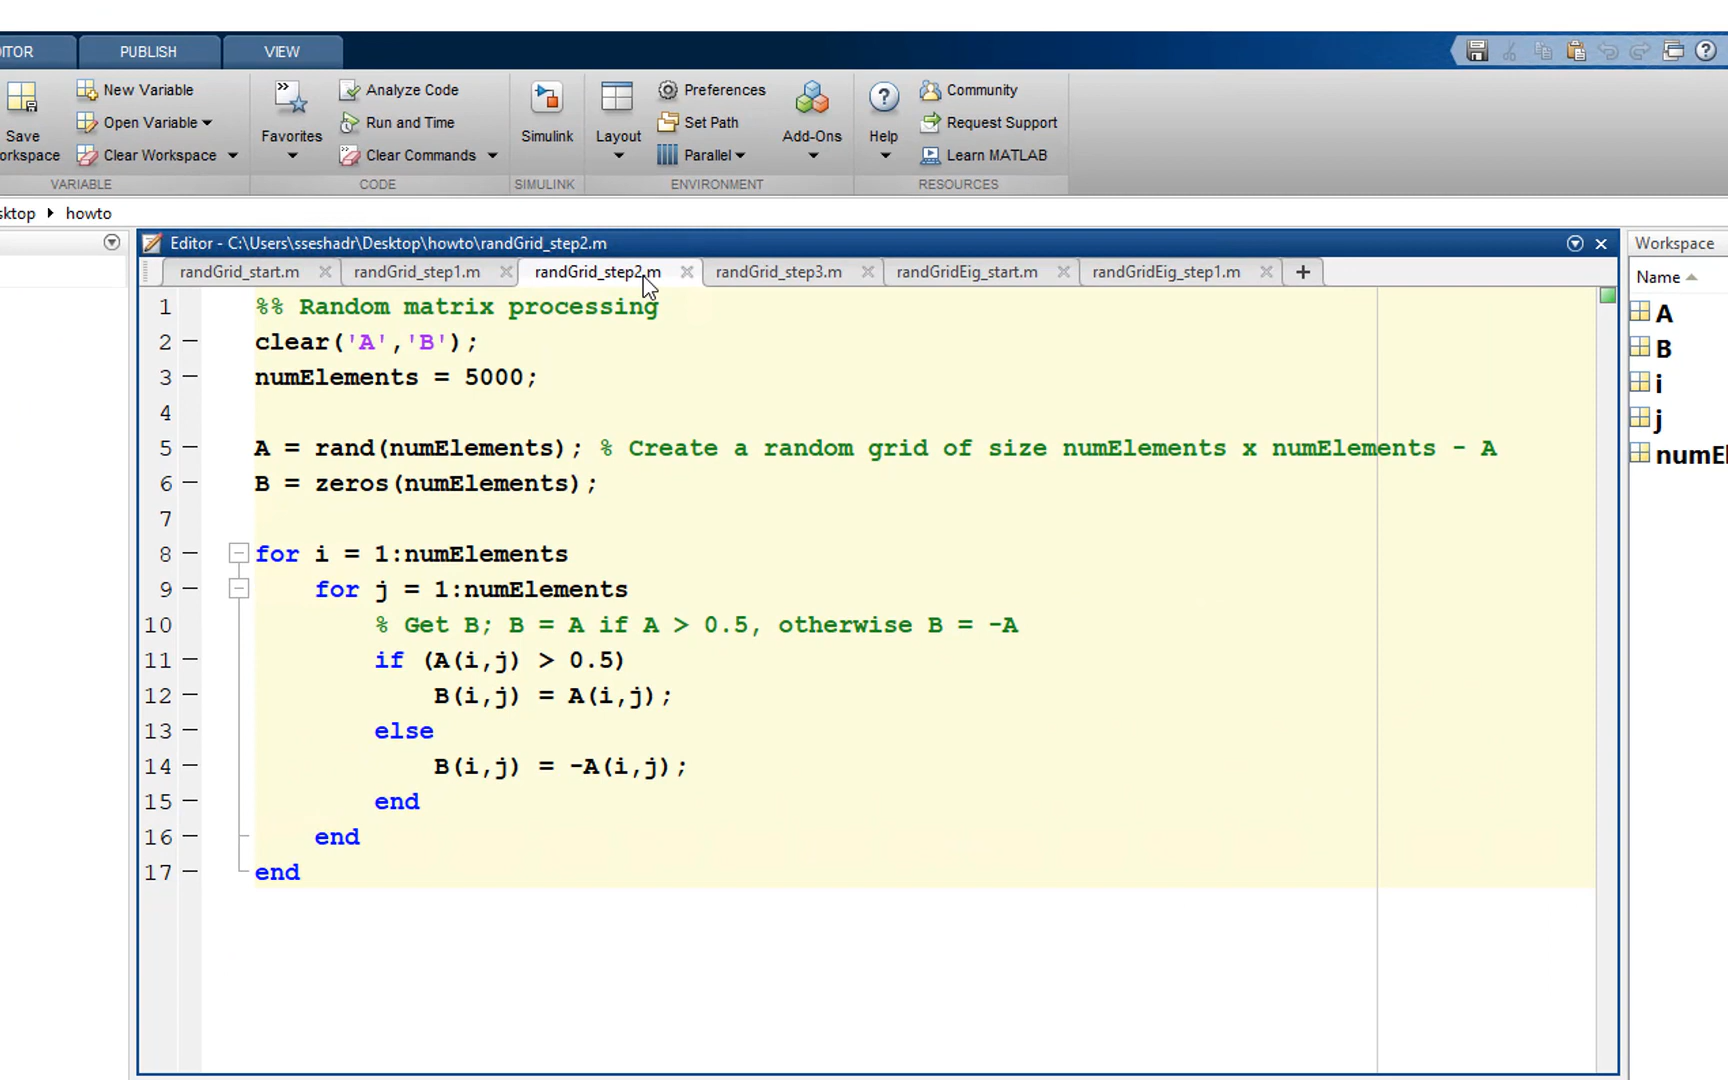 ITOR PUBLISH VIEW
New Variable
Open Variable
Clear Workspace
Save
orkspace
VARIABLE
Favorites
Analyze Code
Run and Time
Clear Commands
CODE
Simulink
SIMULINK
Layout
Preferences
Set Path
Parallel
Add-Ons
ENVIRONMENT
Help
Community
Request Support
Learn MATLAB
RESOURCES
sktop howto
Editor - C:\Users\sseshadr\Desktop\howto\randGrid_step2.m
randGrid_start.m randGrid_step1.m randGrid_step2.m randGrid_step3.m randGridEig_start.m randGridEig_step1.m
1 %% Random matrix processing
2 clear('A','B');
3 numElements = 5000;
4
5 A = rand(numElements); % Create a random grid of size numElements x numElements - A
6 B = zeros(numElements);
7
8 for i = 1:numElements
9 for j = 1:numElements
10 % Get B; B = A if A > 0.5, otherwise B = -A
11 if (A(i,j) > 0.5)
12 B(i,j) = A(i,j);
13 else
14 B(i,j) = -A(i,j);
15 end
16 end
17 end
Workspace
Name
A
B
i
j
numEl